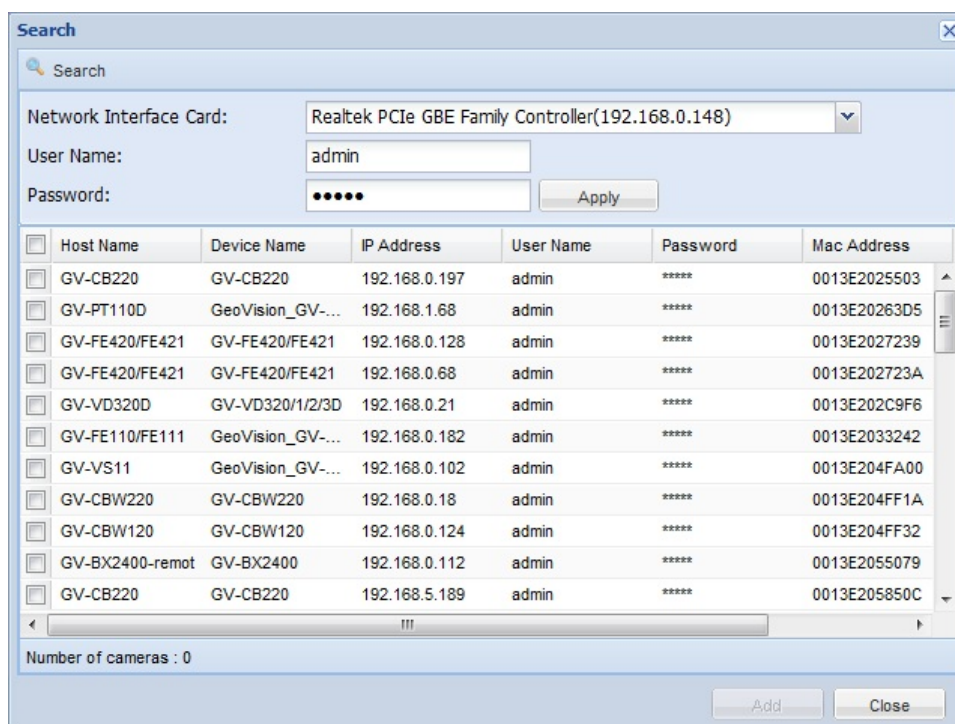 Search
Search
Network Interface Card: Realtek PCIe GBE Family Controller(192.168.0.148)
User Name: admin
Password: ●●●●● Apply
Host Name Device Name IP Address User Name Password Mac Address
GV-CB220 GV-CB220 192.168.0.197 admin ***** 0013E2025503
GV-PT110D GeoVision_GV-... 192.168.1.68 admin ***** 0013E20263D5
GV-FE420/FE421 GV-FE420/FE421 192.168.0.128 admin ***** 0013E2027239
GV-FE420/FE421 GV-FE420/FE421 192.168.0.68 admin ***** 0013E202723A
GV-VD320D GV-VD320/1/2/3D 192.168.0.21 admin ***** 0013E202C9F6
GV-FE110/FE111 GeoVision_GV-... 192.168.0.182 admin ***** 0013E2033242
GV-VS11 GeoVision_GV-... 192.168.0.102 admin ***** 0013E204FA00
GV-CBW220 GV-CBW220 192.168.0.18 admin ***** 0013E204FF1A
GV-CBW120 GV-CBW120 192.168.0.124 admin ***** 0013E204FF32
GV-BX2400-remot GV-BX2400 192.168.0.112 admin ***** 0013E2055079
GV-CB220 GV-CB220 192.168.5.189 admin ***** 0013E205850C
Number of cameras : 0
Add Close